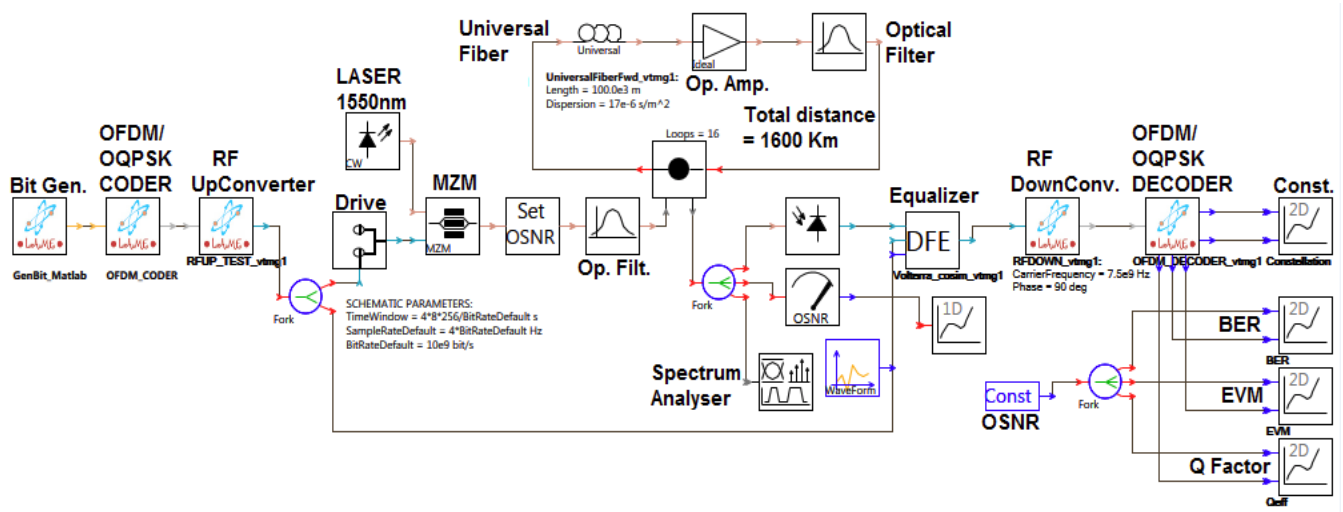 Universal
Fiber
Universal
UniversalFiberFwd_vtmg1:
Length = 100.0e3 m
Dispersion = 17e-6 s/m^2
Ideal
Op. Amp.
Optical
Filter
Total distance
= 1600 Km
Loops = 16
LASER
1550nm
CW
Bit Gen.
GenBit_Matlab
OFDM/
OQPSK
CODER
OFDM_CODER
RF
UpConverter
RFUP_TEST_vtmg1
Fork
Drive
SCHEMATIC PARAMETERS:
TimeWindow = 4*8*256/BitRateDefault s
SampleRateDefault = 4*BitRateDefault Hz
BitRateDefault = 10e9 bit/s
MZM
MZM
Set
OSNR
Op. Filt.
Fork
OSNR
1D
Spectrum
Analyser
WaveForm
Equalizer
DFE
Volterra_cosim_vtmg1
RF
DownConv.
RFDOWN_vtmg1:
CarrierFrequency = 7.5e9 Hz
Phase = 90 deg
OFDM/
OQPSK
DECODER
OFDM_DECODER_vtmg1
Const.
2D
Constellation
Const
OSNR
Fork
BER
2D
BER
EVM
2D
EVM
Q Factor
2D
Qeff